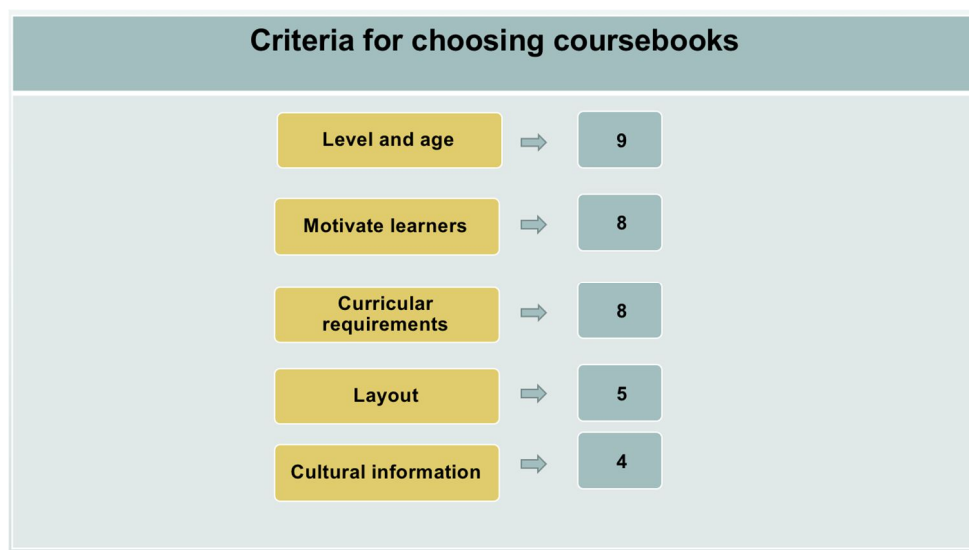 Criteria for choosing coursebooks
Level and age
9
Motivate learners
8
Curricular
requirements
8
Layout
5
Cultural information
4